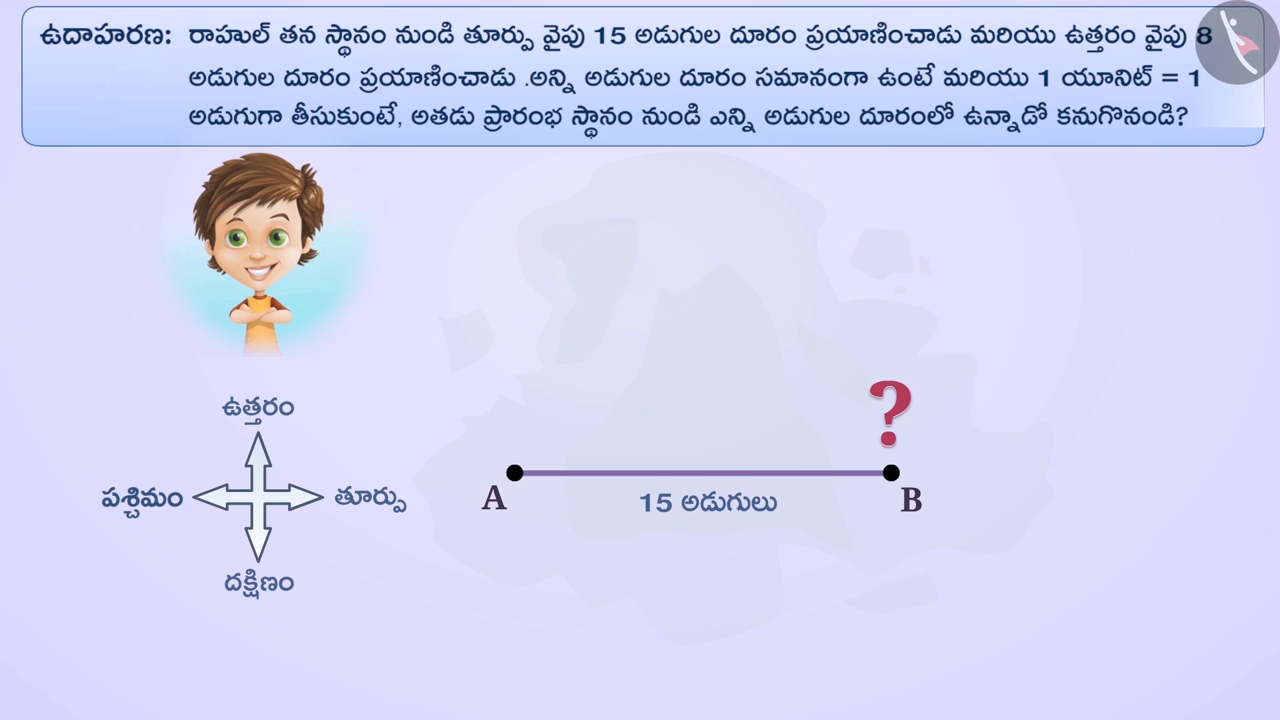 ఉదాహరణ: రాహుల్ తన స్థానం నుండి తూర్పు వైపు 15 అడుగుల దూరం ప్రయాణించాడు మరియు ఉత్తరం వైపు 8
అడుగుల దూరం ప్రయాణించాడు .అన్ని అడుగుల దూరం సమానంగా ఉంటే మరియు 1 యూనిట్ = 1
అడుగుగా తీసుకుంటే, అతడు ప్రారంభ స్థానం నుండి ఎన్ని అడుగుల దూరంలో ఉన్నాడో కనుగొనండి?
ఉత్తరం
?
పశ్చిమం తూర్పు
A 15 అడుగులు B
దక్షిణం